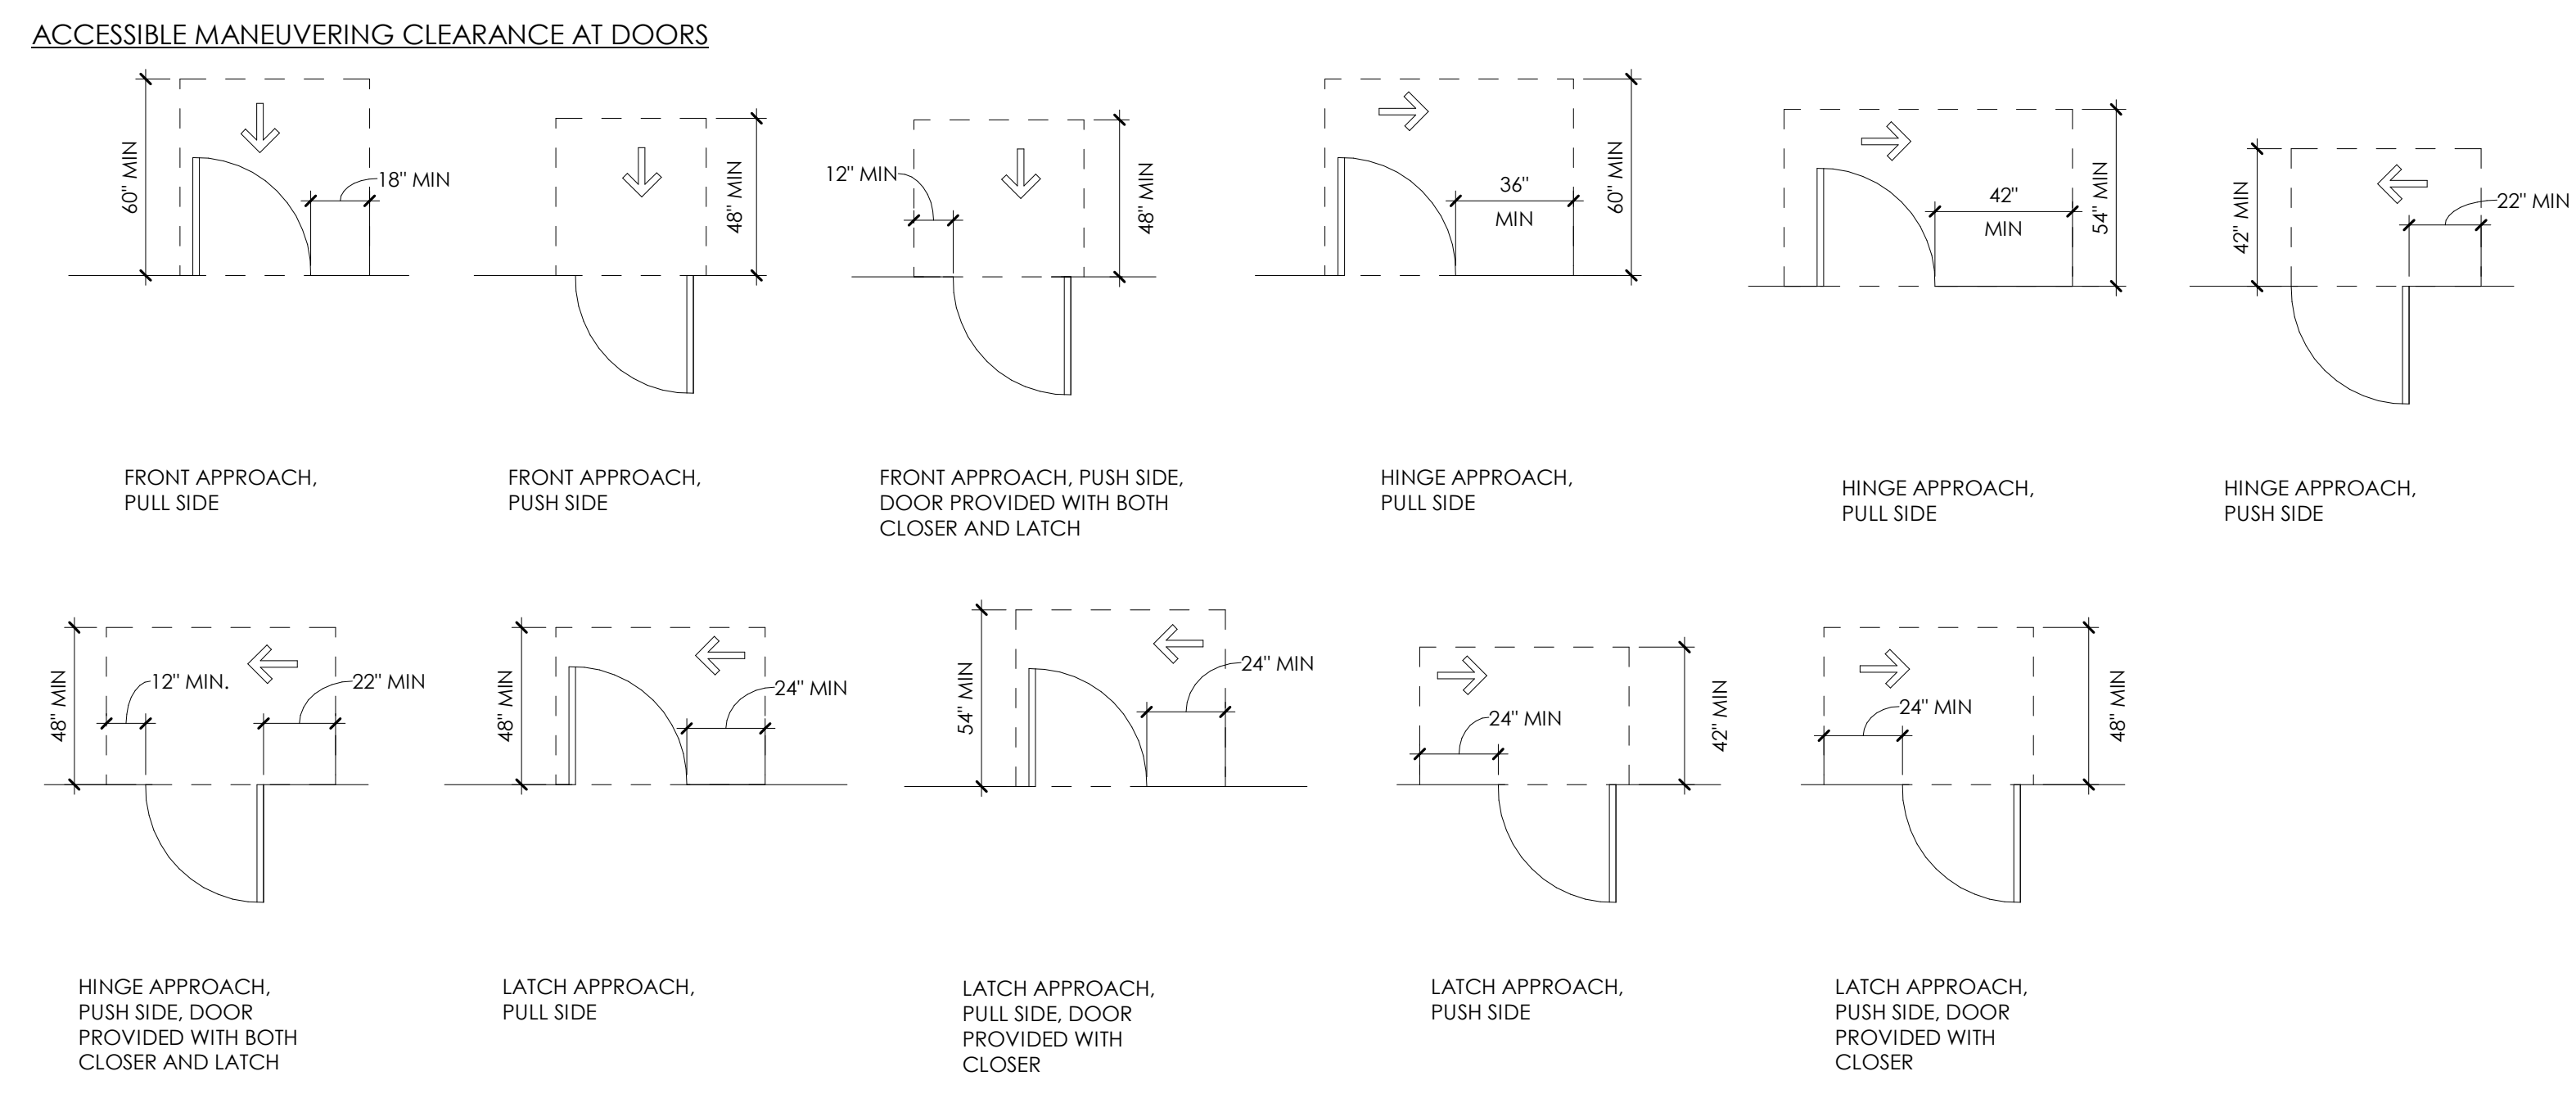 ACCESSIBLE MANEUVERING CLEARANCE AT DOORS
60" MIN
18" MIN
FRONT APPROACH,
PULL SIDE
48" MIN
FRONT APPROACH,
PUSH SIDE
12" MIN
48" MIN
FRONT APPROACH, PUSH SIDE,
DOOR PROVIDED WITH BOTH
CLOSER AND LATCH
36"
MIN
60" MIN
HINGE APPROACH,
PULL SIDE
42"
MIN
54" MIN
HINGE APPROACH,
PULL SIDE
42" MIN
22" MIN
HINGE APPROACH,
PUSH SIDE
48" MIN
12" MIN.
22" MIN
HINGE APPROACH,
PUSH SIDE, DOOR
PROVIDED WITH BOTH
CLOSER AND LATCH
48" MIN
24" MIN
LATCH APPROACH,
PULL SIDE
54" MIN
24" MIN
LATCH APPROACH,
PULL SIDE, DOOR
PROVIDED WITH
CLOSER
24" MIN
42" MIN
LATCH APPROACH,
PUSH SIDE
24" MIN
48" MIN
LATCH APPROACH,
PUSH SIDE, DOOR
PROVIDED WITH
CLOSER